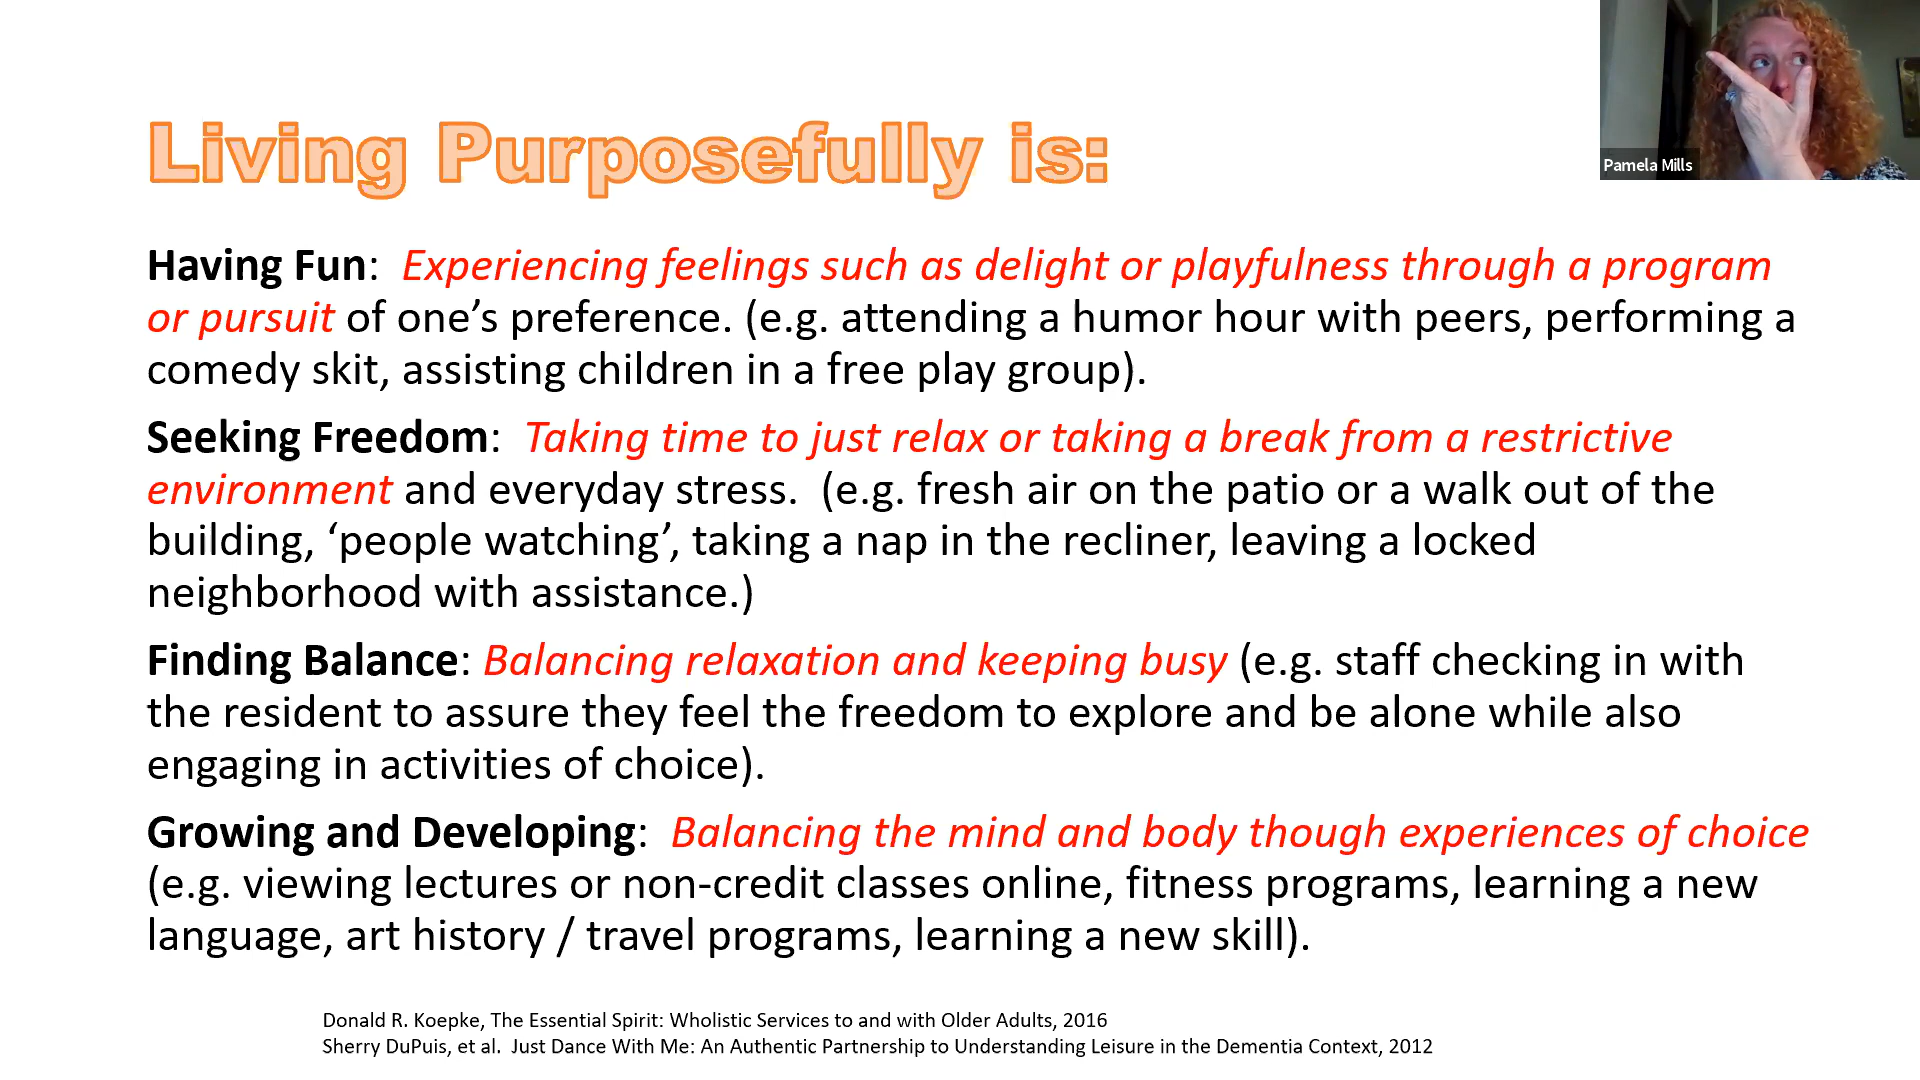 Pamela Mills
Living Purposefully is:
Having Fun:  Experiencing feelings such as delight or playfulness through a program
or pursuit of one’s preference. (e.g. attending a humor hour with peers, performing a
comedy skit, assisting children in a free play group).
Seeking Freedom:  Taking time to just relax or taking a break from a restrictive
environment and everyday stress.  (e.g. fresh air on the patio or a walk out of the
building, ‘people watching’, taking a nap in the recliner, leaving a locked
neighborhood with assistance.)
Finding Balance: Balancing relaxation and keeping busy (e.g. staff checking in with
the resident to assure they feel the freedom to explore and be alone while also
engaging in activities of choice).
Growing and Developing:  Balancing the mind and body though experiences of choice
(e.g. viewing lectures or non-credit classes online, fitness programs, learning a new
language, art history / travel programs, learning a new skill).
Donald R. Koepke, The Essential Spirit: Wholistic Services to and with Older Adults, 2016
Sherry DuPuis, et al.  Just Dance With Me: An Authentic Partnership to Understanding Leisure in the Dementia Context, 2012